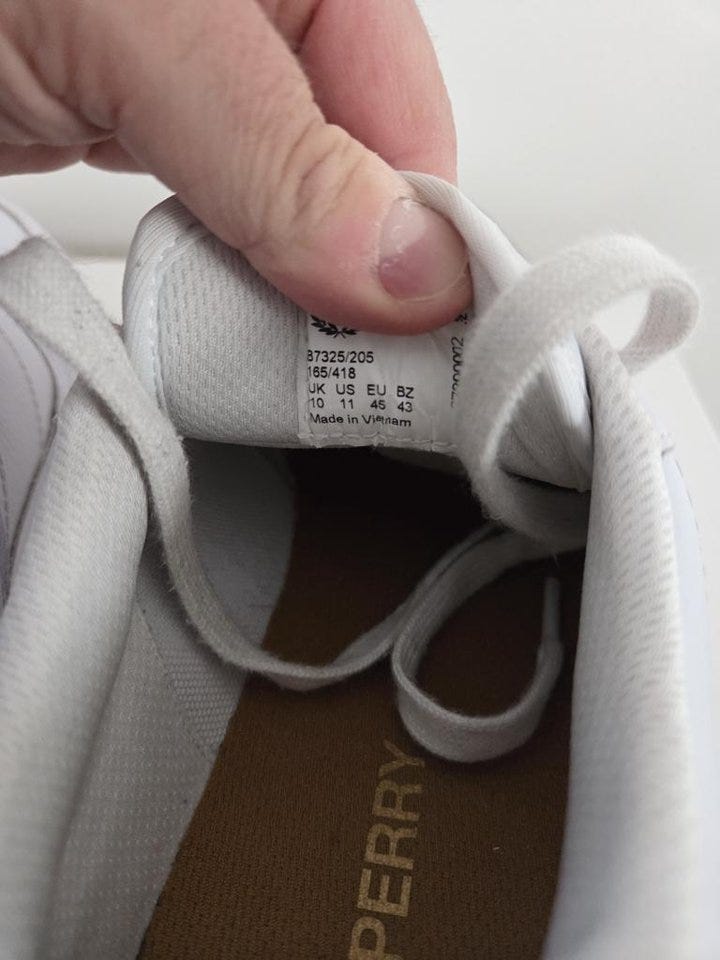 B7325/205
165/418
UK US EU BZ
10 11 45 43
Made in Vietnam
PERRY